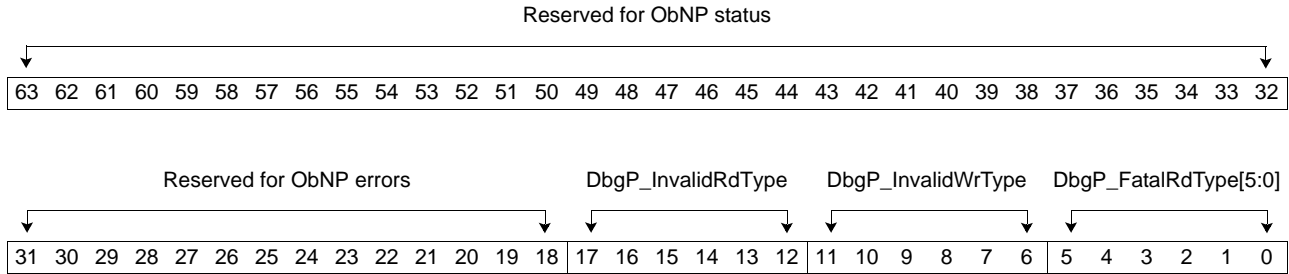 Reserved for ObNP status
63 62 61 60 59 58 57 56 55 54 53 52 51 50 49 48 47 46 45 44 43 42 41 40 39 38 37 36 35 34 33 32
Reserved for ObNP errors DbgP_InvalidRdType DbgP_InvalidWrType DbgP_FatalRdType[5:0]
31 30 29 28 27 26 25 24 23 22 21 20 19 18 17 16 15 14 13 12 11 10 9 8 7 6 5 4 3 2 1 0